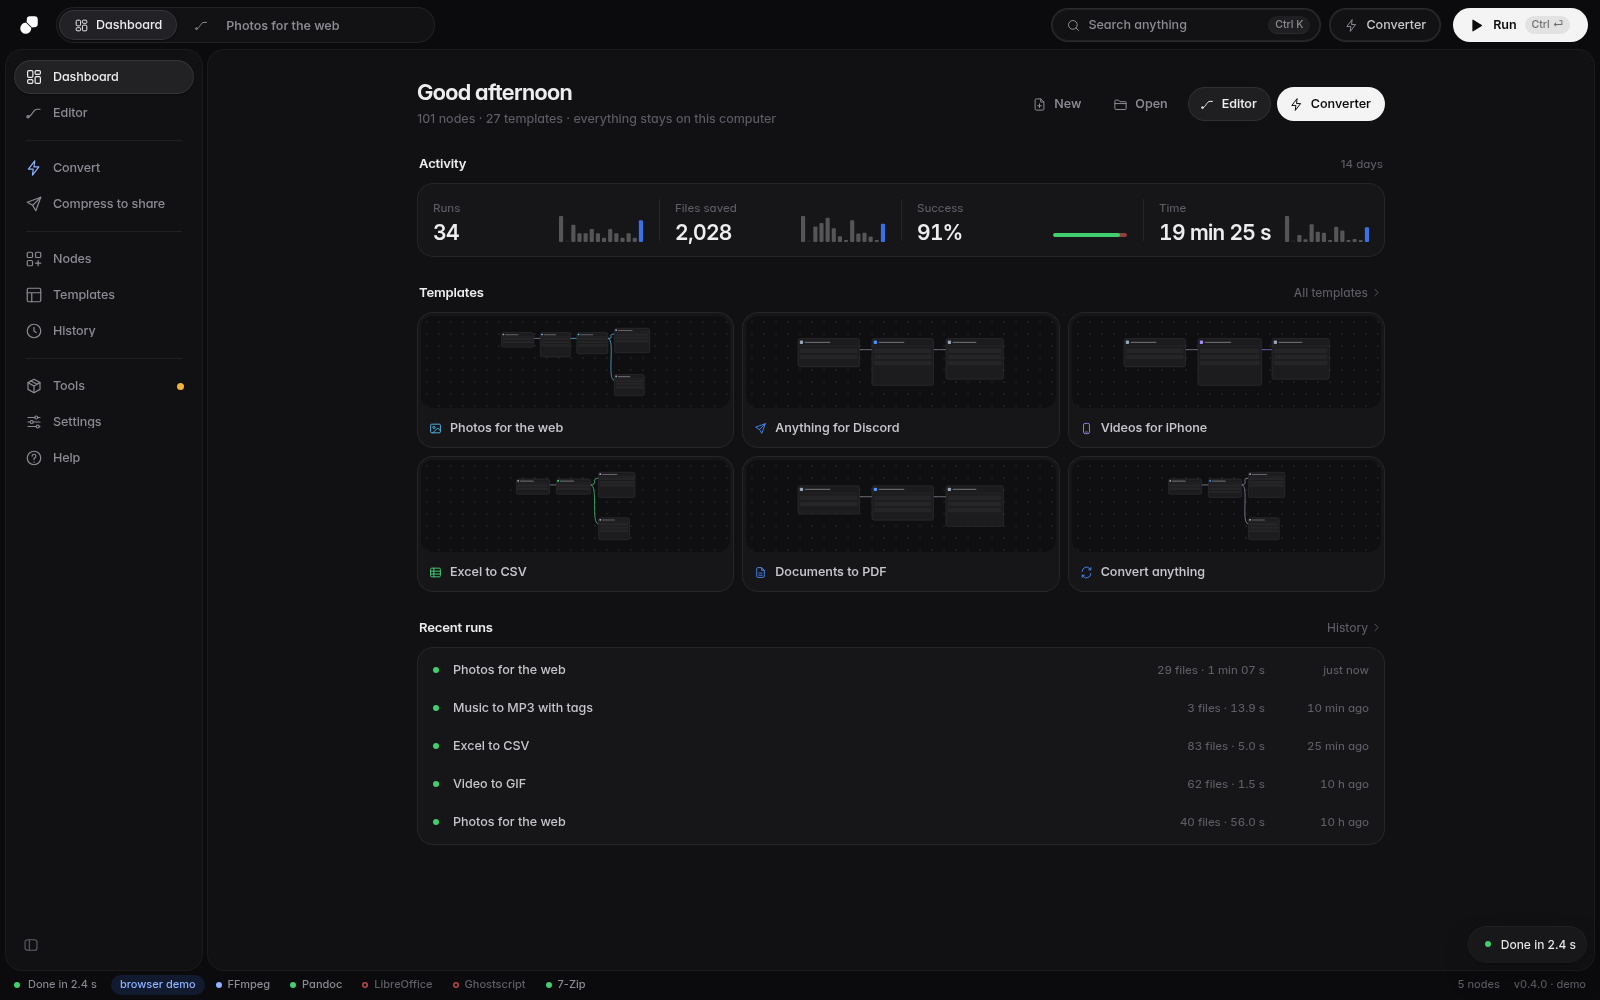 Dashboard
Photos for the web
Search anything
Ctrl K
Converter
Run
Ctrl ⏎
Dashboard
Editor
Convert
Compress to share
Nodes
Templates
History
Tools
Settings
Help
Good afternoon
101 nodes · 27 templates · everything stays on this computer
New
Open
Editor
Converter
Activity
14 days
Runs
34
Files saved
2,028
Success
91%
Time
19 min 25 s
Templates
All templates
Photos for the web
Anything for Discord
Videos for iPhone
Excel to CSV
Documents to PDF
Convert anything
Recent runs
History
Photos for the web 29 files · 1 min 07 s just now
Music to MP3 with tags 3 files · 13.9 s 10 min ago
Excel to CSV 83 files · 5.0 s 25 min ago
Video to GIF 62 files · 1.5 s 10 h ago
Photos for the web 40 files · 56.0 s 10 h ago
Done in 2.4 s
Done in 2.4 s browser demo FFmpeg Pandoc LibreOffice Ghostscript 7-Zip 5 nodes v0.4.0 · demo